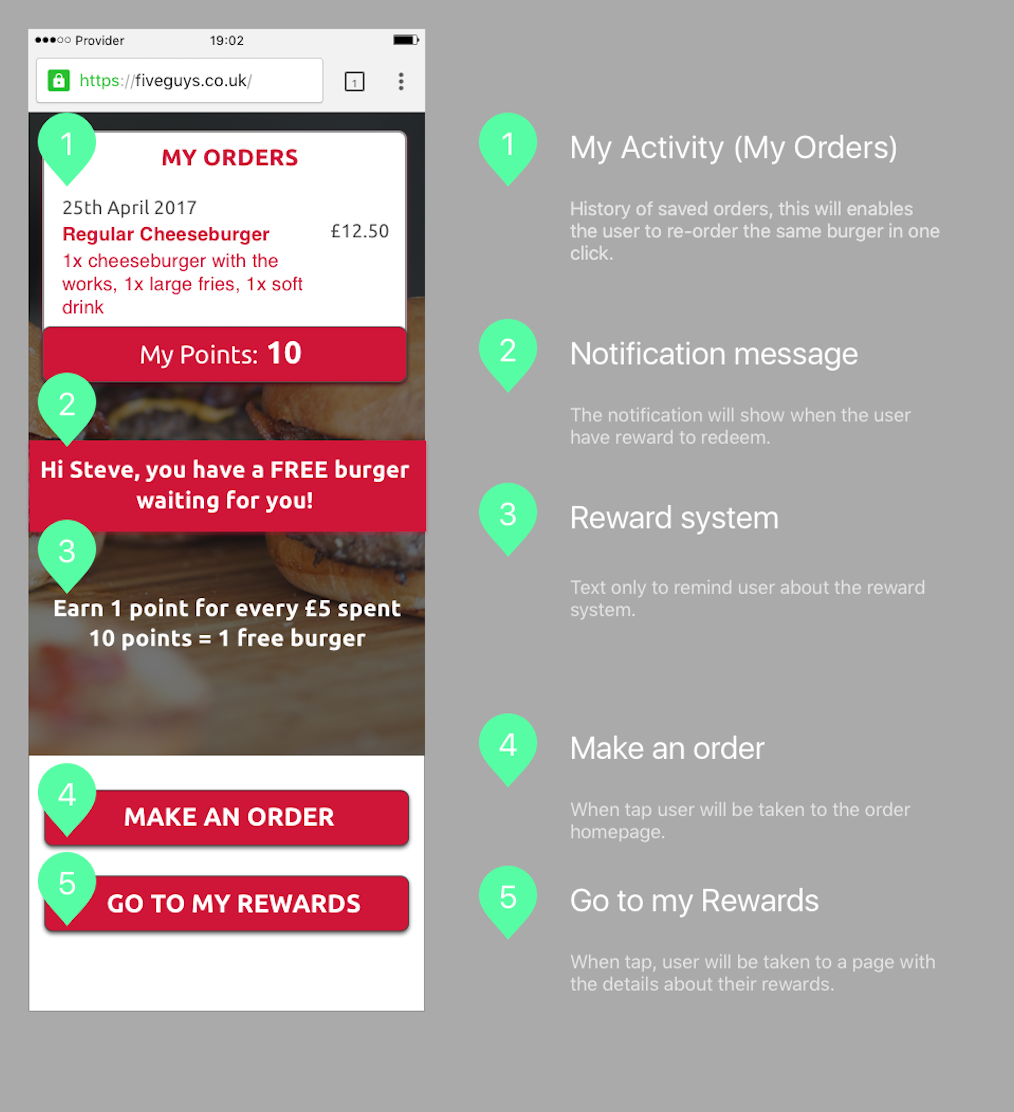 Provider
19:02
https://fiveguys.co.uk/
1
1
MY ORDERS
25th April 2017
Regular Cheeseburger
£12.50
1x cheeseburger with the
works, 1x large fries, 1x soft
drink
My Points: 10
2
Hi Steve, you have a FREE burger
waiting for you!
3
Earn 1 point for every £5 spent
10 points = 1 free burger
4
MAKE AN ORDER
5
GO TO MY REWARDS
1
My Activity (My Orders)
History of saved orders, this will enables
the user to re-order the same burger in one
click.
2
Notification message
The notification will show when the user
have reward to redeem.
3
Reward system
Text only to remind user about the reward
system.
4
Make an order
When tap user will be taken to the order
homepage.
5
Go to my Rewards
When tap, user will be taken to a page with
the details about their rewards.